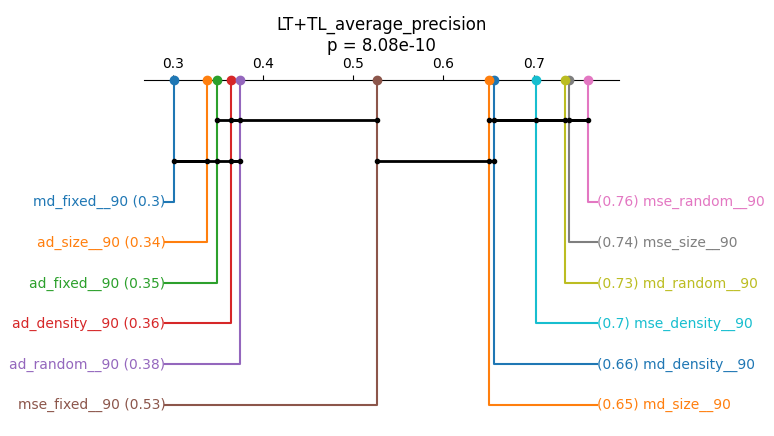 LT+TL_average_precision
p = 8.08e-10
0.3 0.4 0.5 0.6 0.7
md_fixed__90 (0.3)
(0.76) mse_random__90
ad_size__90 (0.34)
(0.74) mse_size__90
ad_fixed__90 (0.35)
(0.73) md_random__90
ad_density__90 (0.36)
(0.7) mse_density__90
ad_random__90 (0.38)
(0.66) md_density__90
mse_fixed__90 (0.53)
(0.65) md_size__90